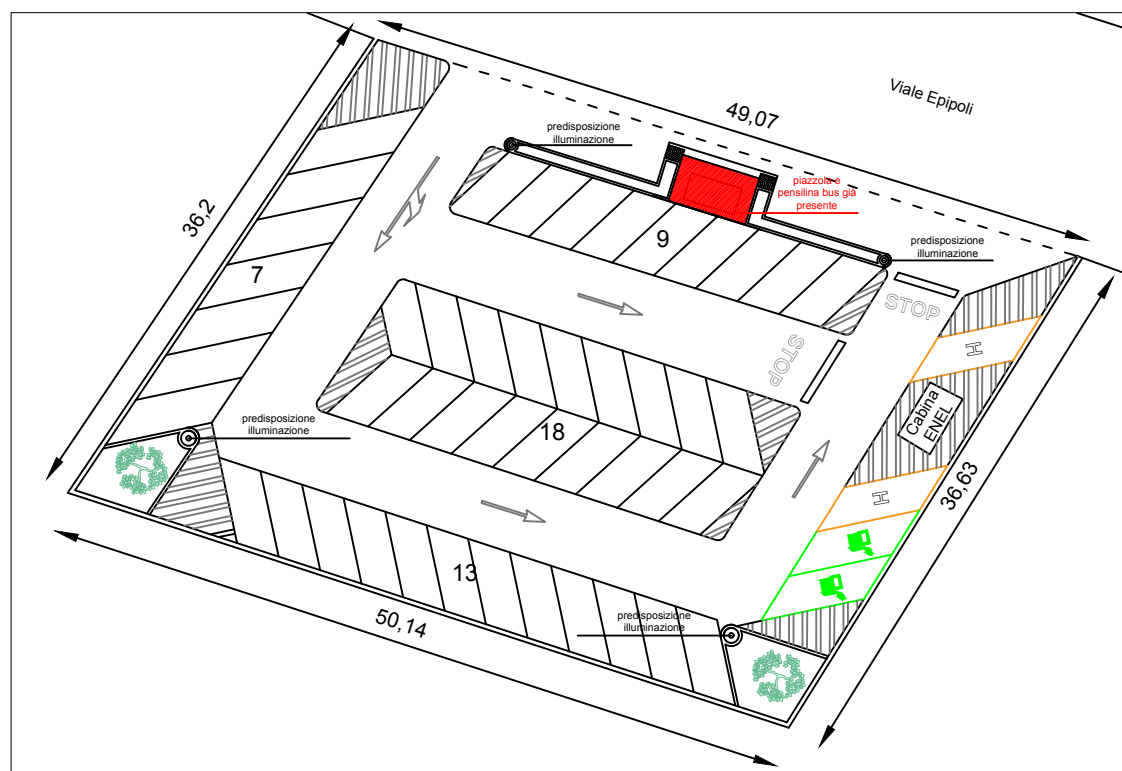 Viale Epipoli
49,07
predisposizione
illuminazione
piazzola e
pensilina bus già
presente
36,2
9
predisposizione
illuminazione
7
STOP
STOP
H
Cabina
ENEL
predisposizione
illuminazione
18
H
36,63
13
predisposizione
illuminazione
50,14